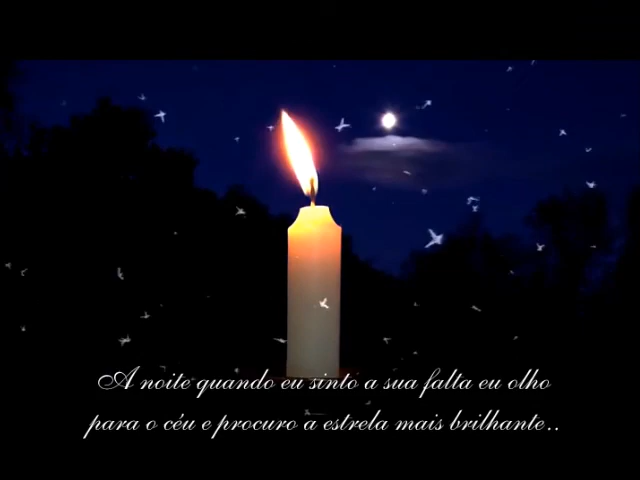 A noite quando eu sinto a sua falta eu olho
para o céu e procuro a estrela mais brilhante..